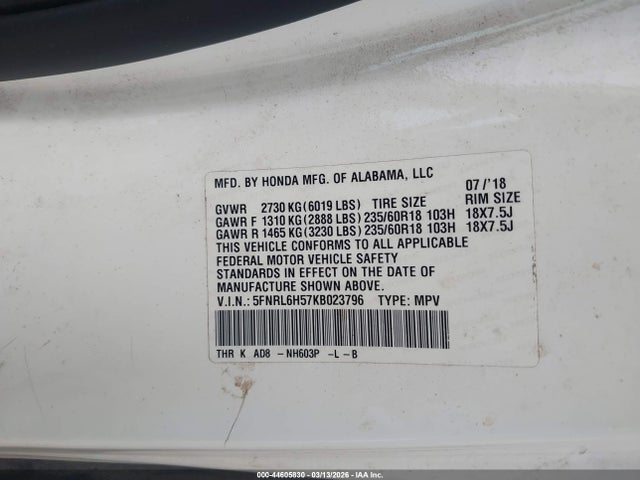 MFD. BY HONDA MFG. OF ALABAMA, LLC 07/'18
GVWR 2730 KG (6019 LBS) TIRE SIZE RIM SIZE
GAWR F 1310 KG (2888 LBS) 235/60R18 103H 18X7.5J
GAWR R 1465 KG (3230 LBS) 235/60R18 103H 18X7.5J
THIS VEHICLE CONFORMS TO ALL APPLICABLE
FEDERAL MOTOR VEHICLE SAFETY
STANDARDS IN EFFECT ON THE DATE OF
MANUFACTURE SHOWN ABOVE.
V.I.N.: 5FNRL6H57KB023796 TYPE: MPV
THR K AD8 -NH603P -L-B
000-44605830 - 03/13/2026 - IAAI.COM